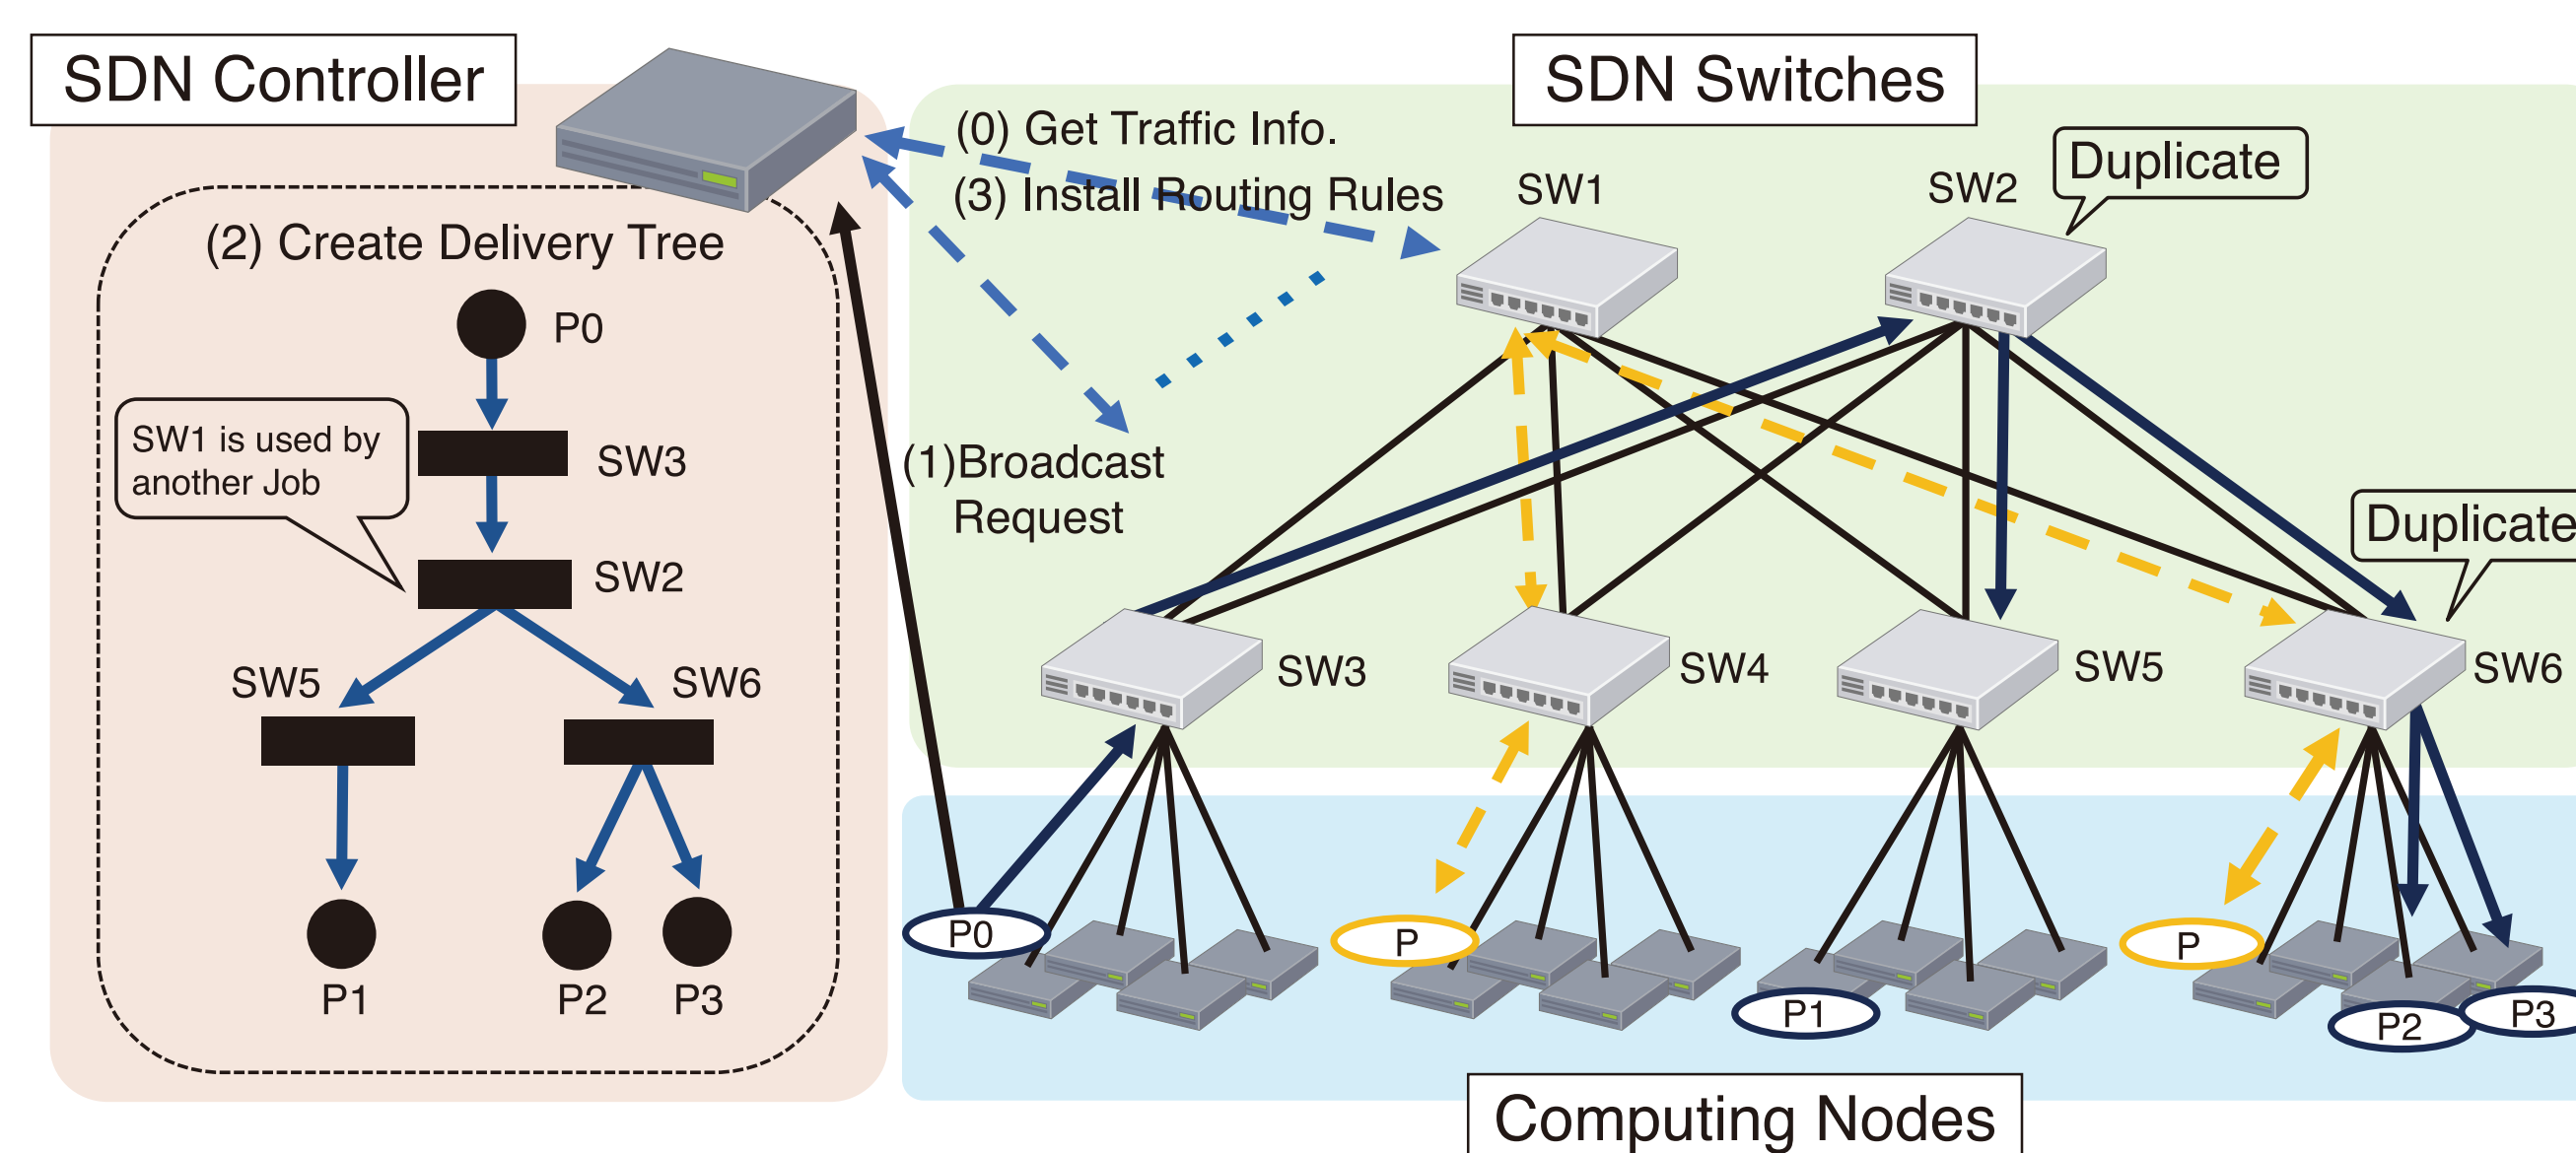 SDN Controller
SDN Switches
(0) Get Traffic Info.
(3) Install Routing Rules
SW1
SW2
Duplicate
(2) Create Delivery Tree
P0
SW1 is used by
another Job
SW3
SW2
SW5
SW6
P1
P2
P3
(1)Broadcast
Request
Duplicate
SW3
SW4
SW5
SW6
P0
P
P1
P
P2
P3
Computing Nodes